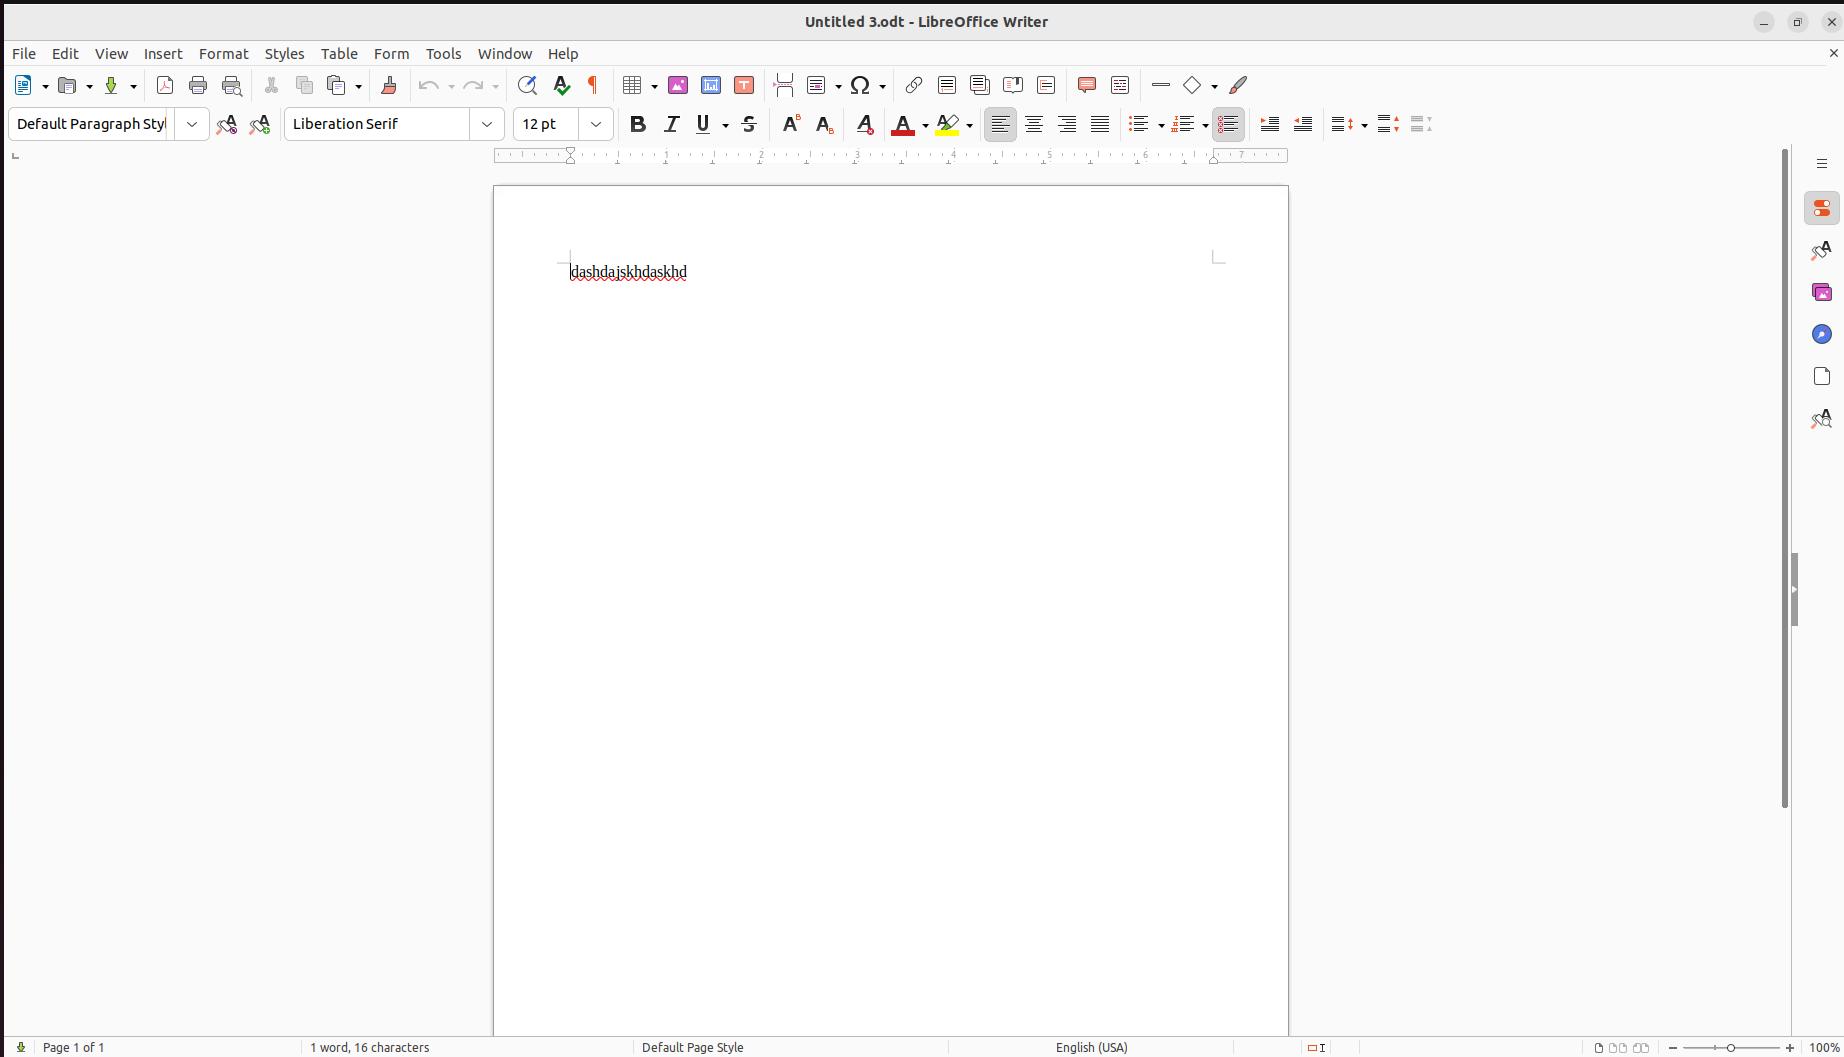 Untitled 3.odt - LibreOffice Writer
File Edit View Insert Format Styles Table Form Tools Window Help
Default Paragraph Styl Liberation Serif 12 pt
1 2 3 4 5 6 7
dashdajskhdaskhd
Page 1 of 1 1 word, 16 characters Default Page Style English (USA) 100%